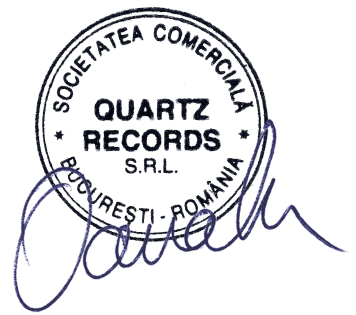 SOCIETATEA COMERCIALĂ
QUARTZ
RECORDS
S.R.L.
* BUCUREȘTI - ROMÂNIA *